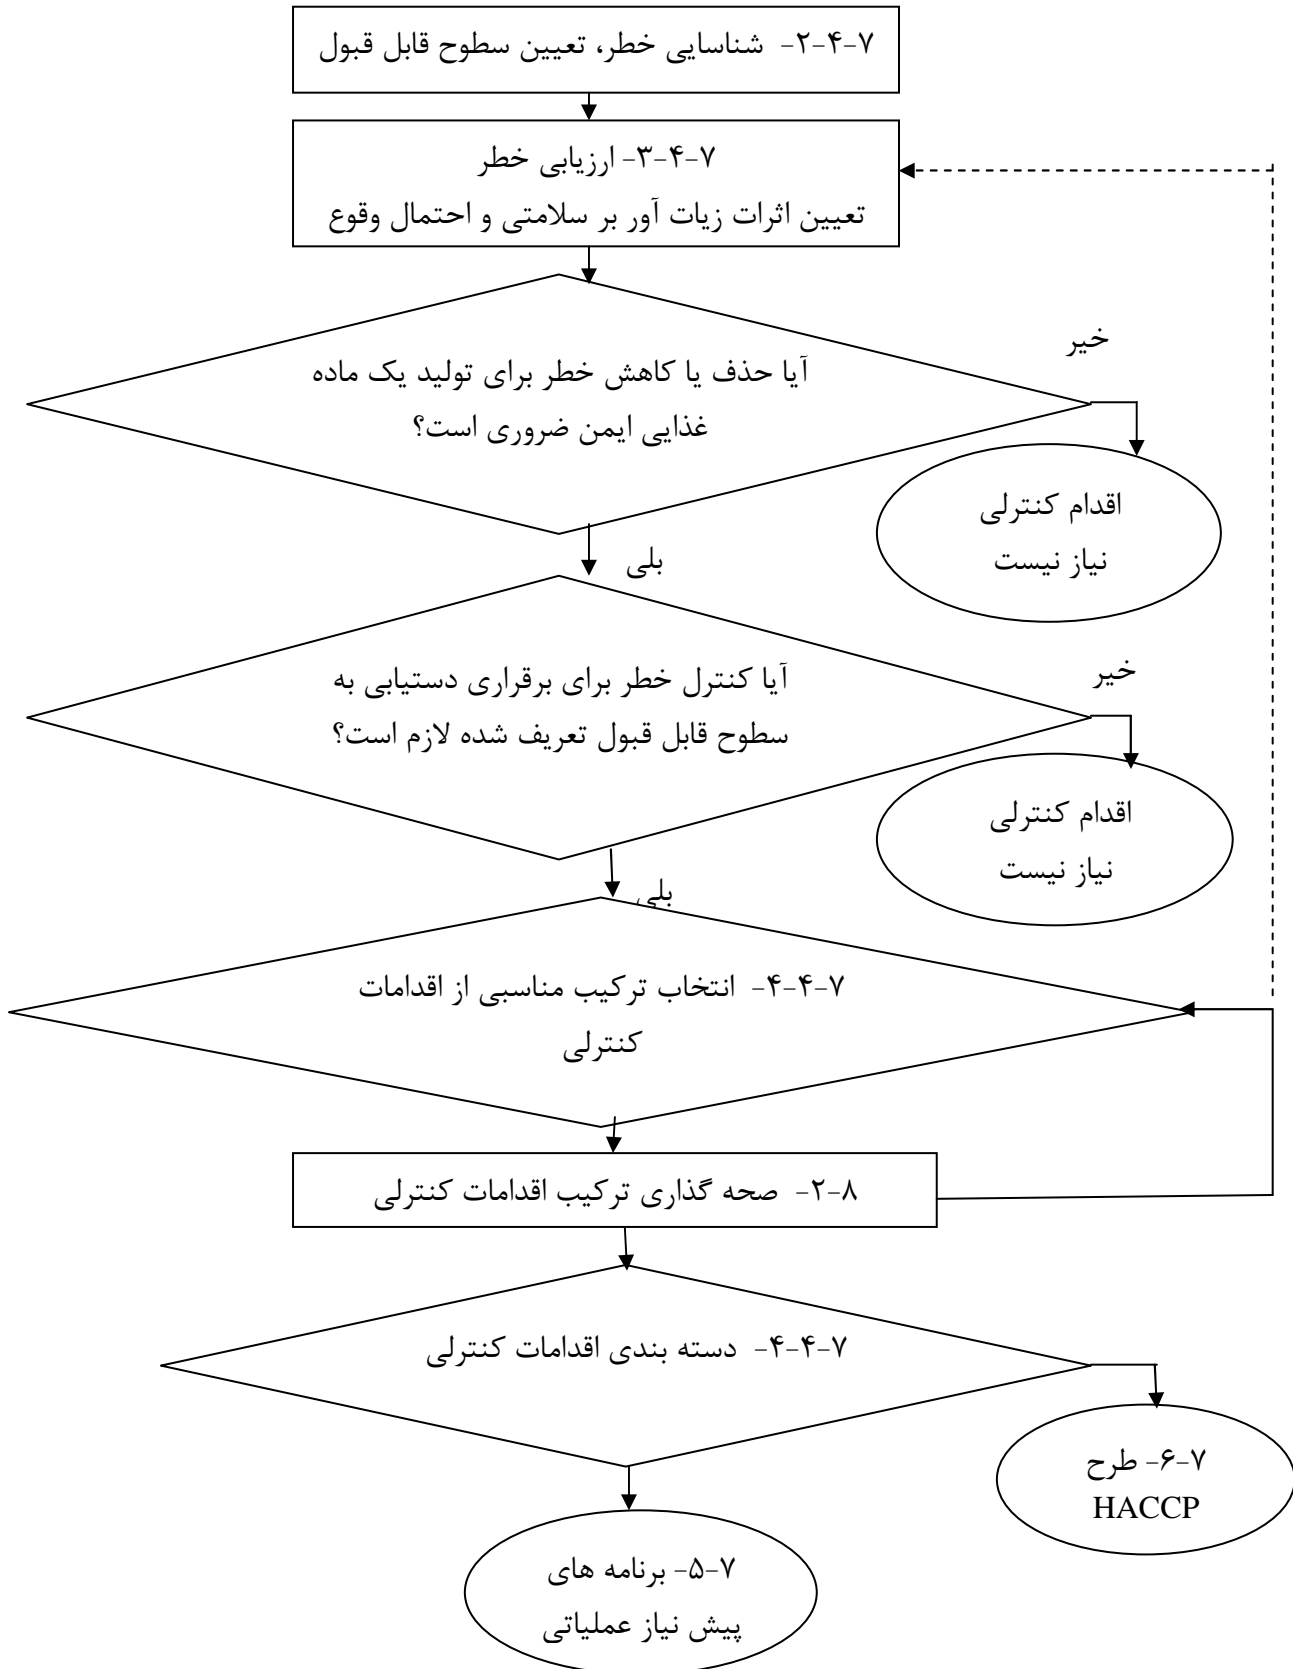 ۷-۴-۲- شناسایی خطر، تعیین سطوح قابل قبول
۷-۴-۳- ارزیابی خطر
تعیین اثرات زیات آور بر سلامتی و احتمال وقوع
خیر
آیا حذف یا کاهش خطر برای تولید یک ماده
غذایی ایمن ضروری است؟
اقدام کنترلی
نیاز نیست
بلی
خیر
آیا کنترل خطر برای برقراری دستیابی به
سطوح قابل قبول تعریف شده لازم است؟
اقدام کنترلی
نیاز نیست
بلی
۷-۴-۴- انتخاب ترکیب مناسبی از اقدامات
کنترلی
۸-۲- صحه گذاری ترکیب اقدامات کنترلی
۷-۴-۴- دسته بندی اقدامات کنترلی
۷-۶- طرح
HACCP
۷-۵- برنامه های
پیش نیاز عملیاتی